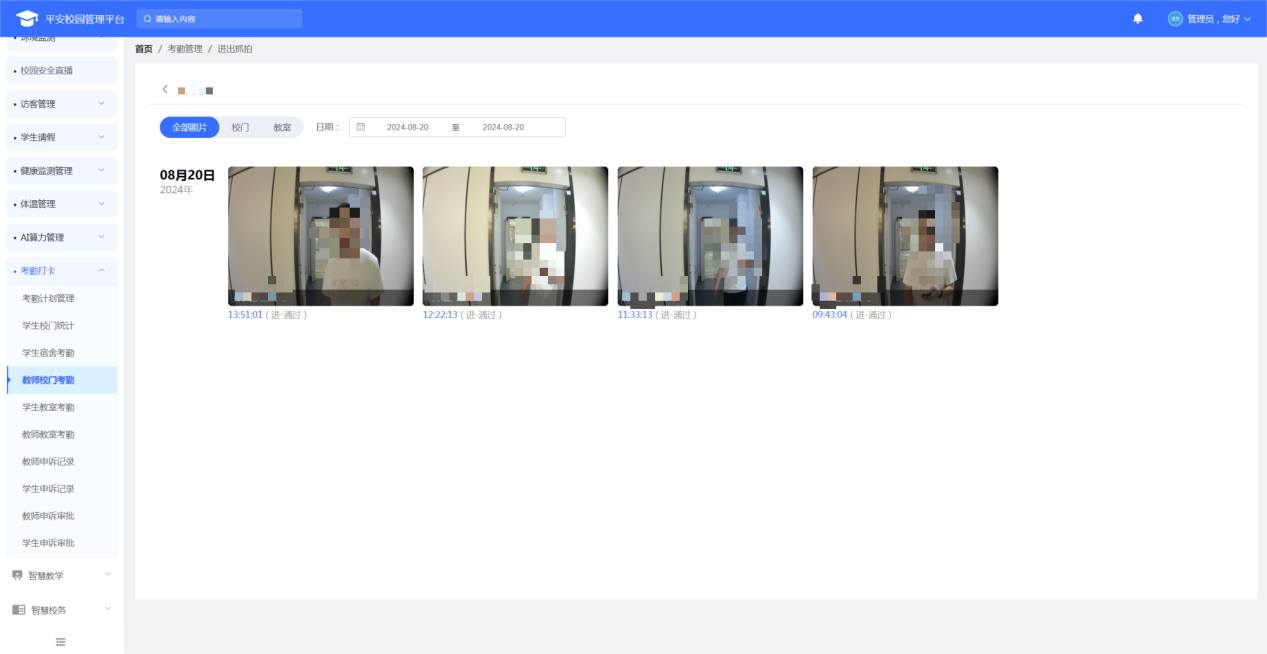 平安校园管理平台
请输入内容
管理员，您好
环境监测
• 校园安全直播
• 访客管理
• 学生请假
• 健康监测管理
• 体温管理
• AI算力管理
• 考勤打卡
考勤计划管理
学生校门统计
学生宿舍考勤
教师校门考勤
学生教室考勤
教师教室考勤
教师申诉记录
学生申诉记录
教师申诉审批
学生申诉审批
智慧教学
智慧校务
首页 / 考勤管理 / 进出抓拍
全部照片 校门 教室 日期： 2024-08-20 至 2024-08-20
08月20日
2024年
13:51:01 ( 进-通过 )
12:22:13 ( 进-通过 )
11:33:13 ( 进-通过 )
09:43:04 ( 进-通过 )